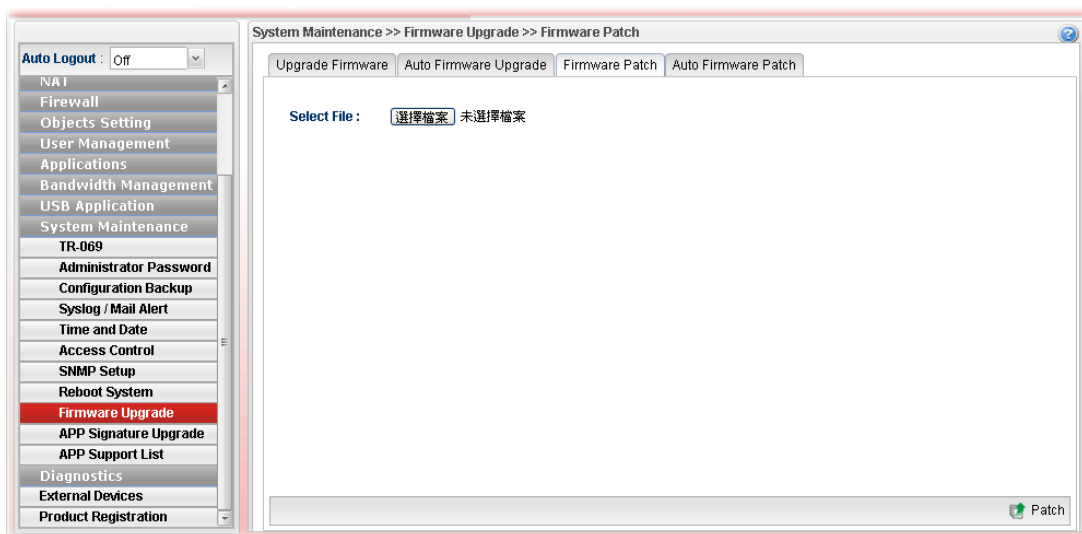 System Maintenance >> Firmware Upgrade >> Firmware Patch
Auto Logout : Off
NAT
Firewall
Objects Setting
User Management
Applications
Bandwidth Management
USB Application
System Maintenance
TR-069
Administrator Password
Configuration Backup
Syslog / Mail Alert
Time and Date
Access Control
SNMP Setup
Reboot System
Firmware Upgrade
APP Signature Upgrade
APP Support List
Diagnostics
External Devices
Product Registration
Upgrade Firmware Auto Firmware Upgrade Firmware Patch Auto Firmware Patch
Select File : 選擇檔案 未選擇檔案
Patch